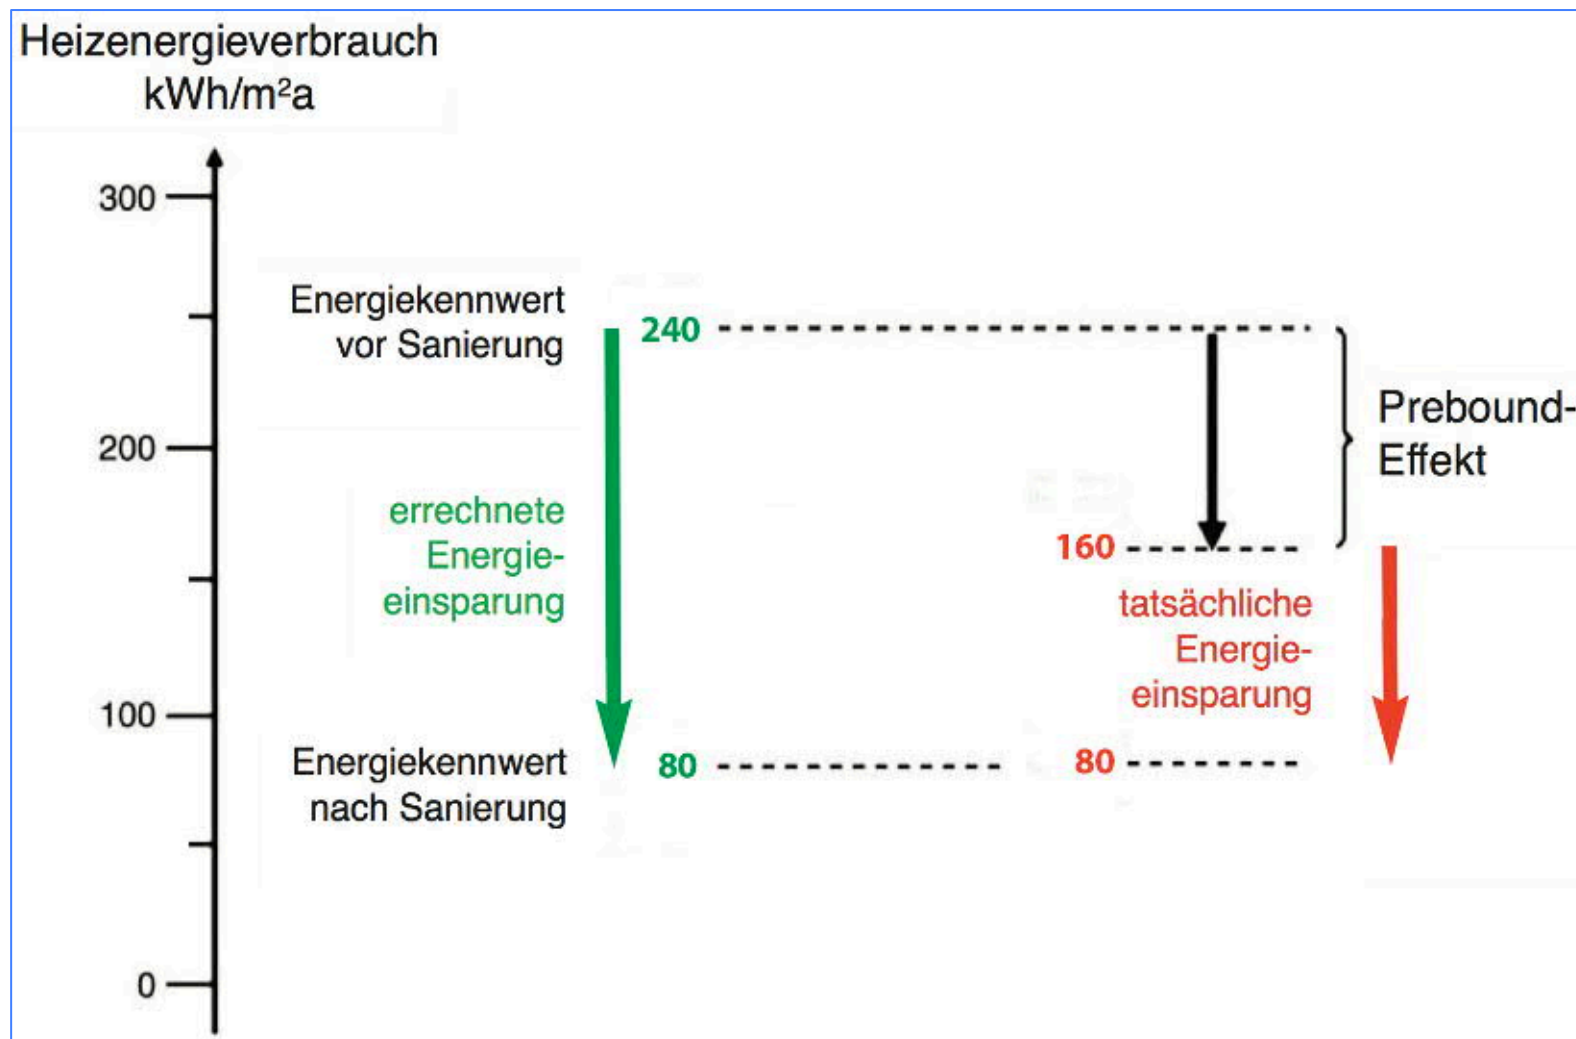 Heizenergieverbrauch
kWh/m²a
300
200
100
0
Energiekennwert
vor Sanierung
240
errechnete
Energie-
einsparung
Energiekennwert
nach Sanierung
80
Prebound-
Effekt
160
tatsächliche
Energie-
einsparung
80